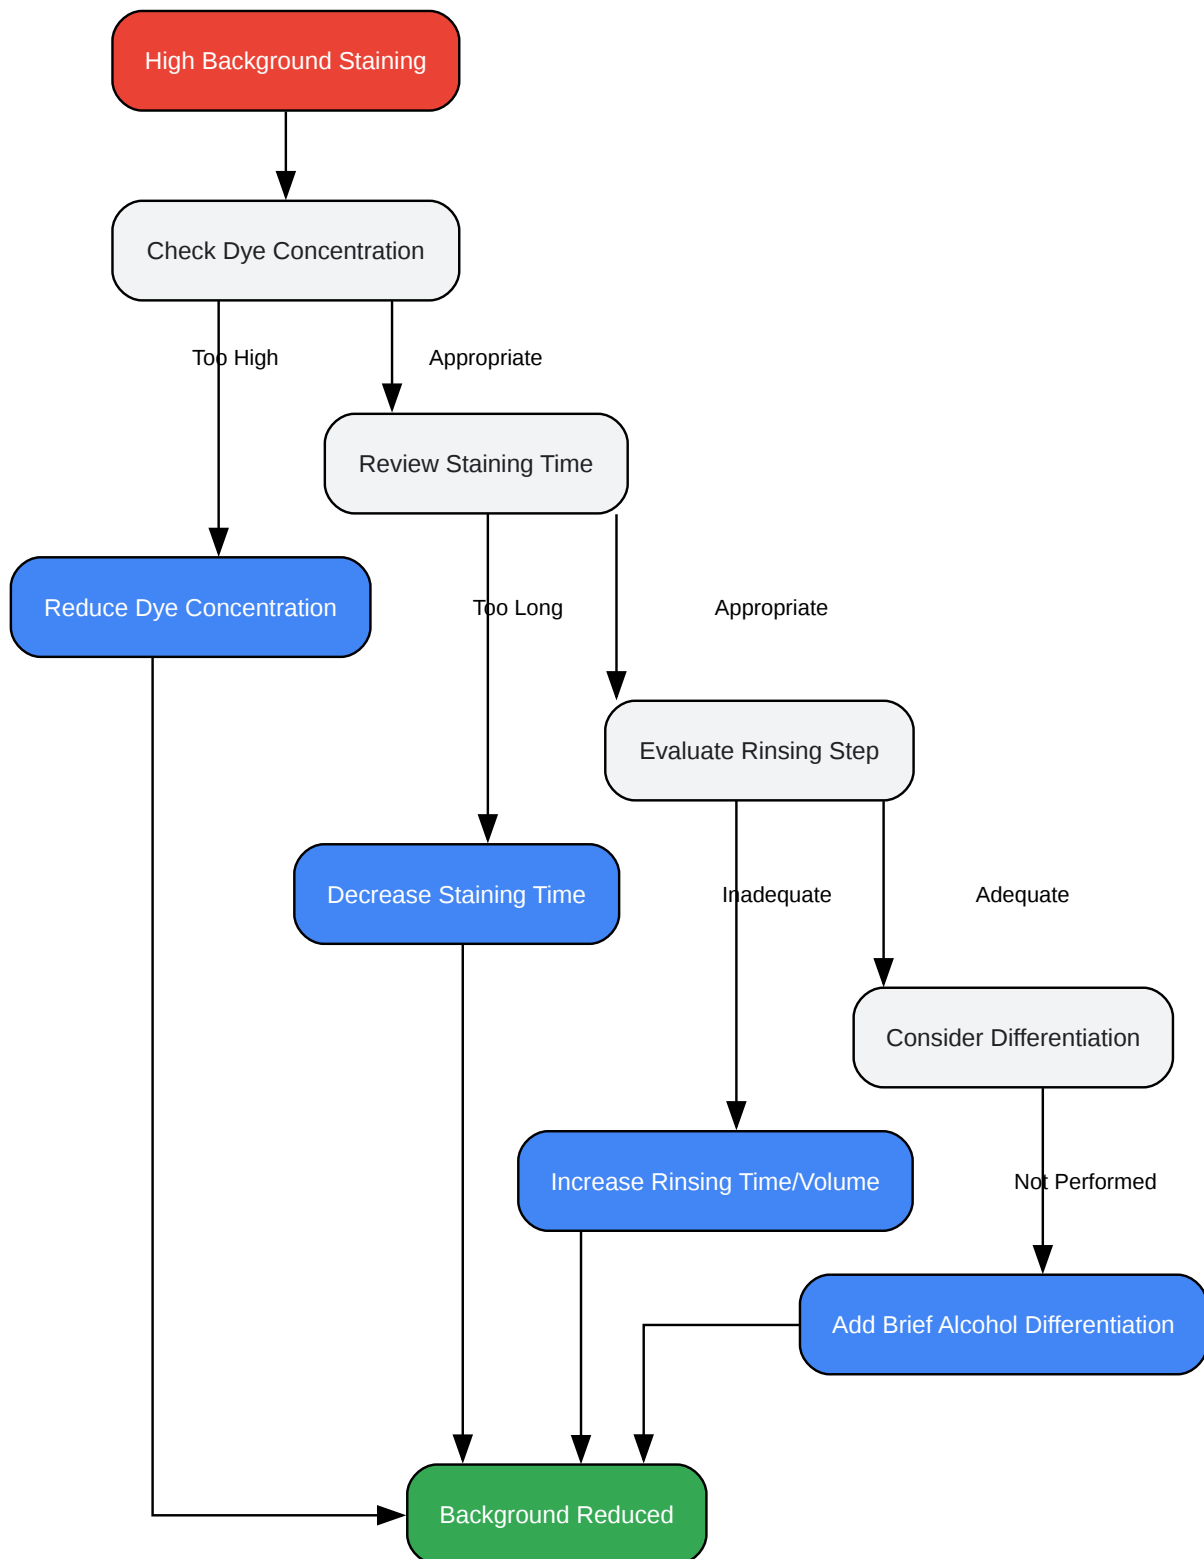 High Background Staining
Check Dye Concentration
Too High
Appropriate
Review Staining Time
Reduce Dye Concentration
Too Long
Appropriate
Evaluate Rinsing Step
Decrease Staining Time
Inadequate
Adequate
Consider Differentiation
Increase Rinsing Time/Volume
Not Performed
Add Brief Alcohol Differentiation
Background Reduced